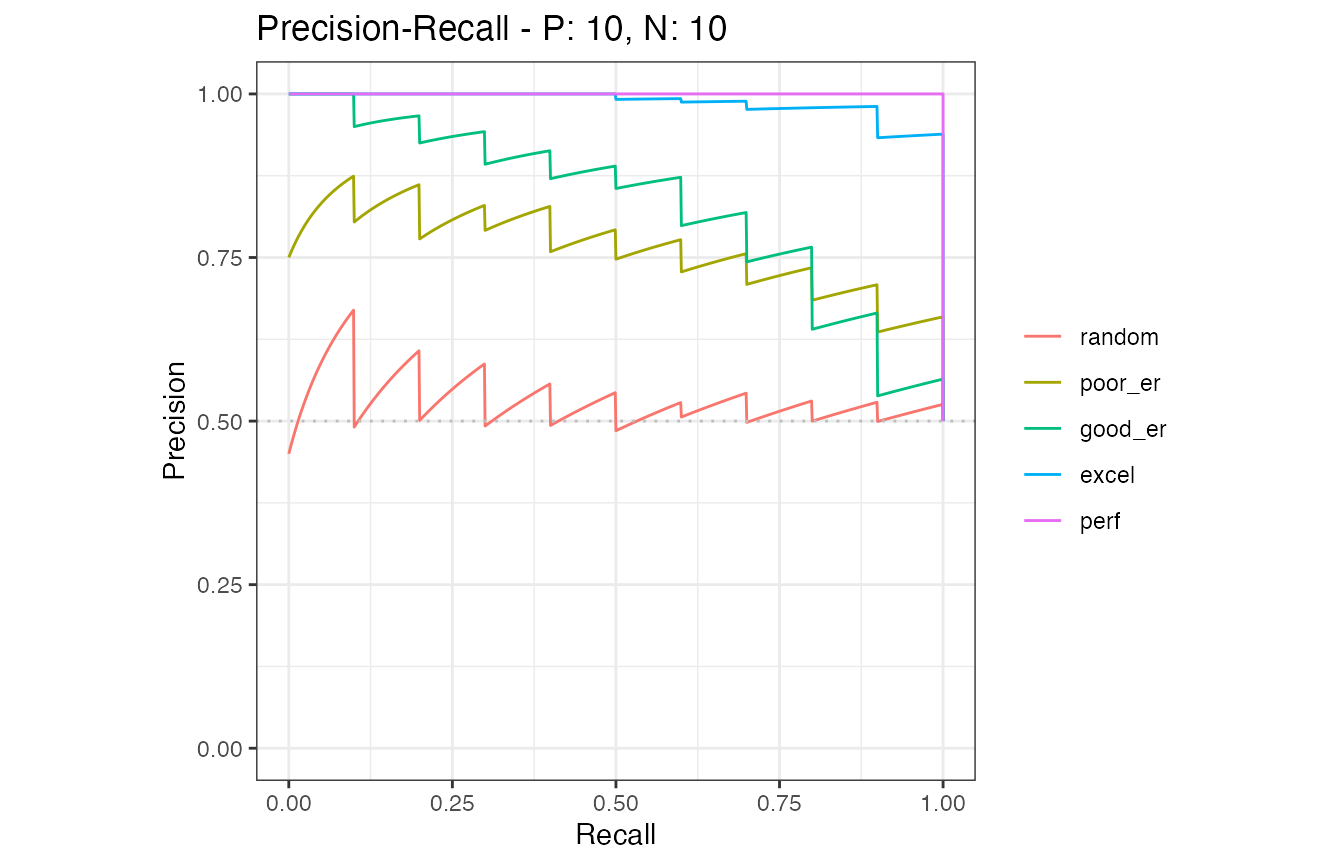 Precision-Recall - P: 10, N: 10
Precision
1.00
0.75
0.50
0.25
0.00
0.00 0.25 0.50 0.75 1.00
Recall
random
poor_er
good_er
excel
perf